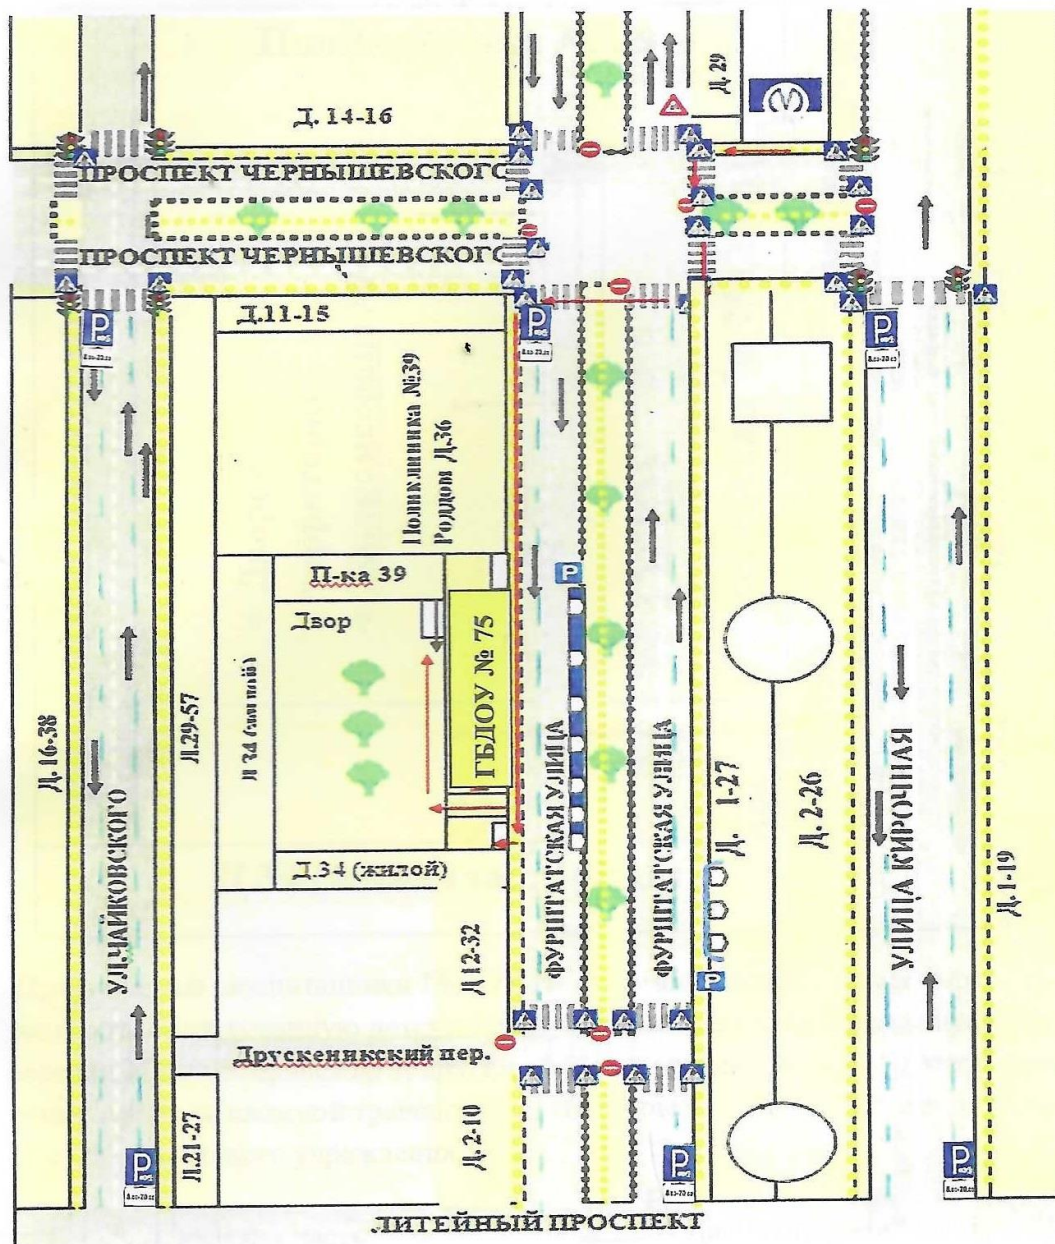 Д. 29
Д. 14-16
ПРОСПЕКТ ЧЕРНЫШЕВСКОГО
ПРОСПЕКТ ЧЕРНЫШЕВСКОГО
Д.11-15
P
P
P
Поликлиника №39
Роддом Д.36
П-ка 39
P
Двор
ГБДОУ № 75
Д. 16-38
УЛ.ЧАЙКОВСКОГО
Д.29-57
Д.34 (жилой)
ФУРШТАТСКАЯ УЛИЦА
ФУРШТАТСКАЯ УЛИЦА
Д. 1-27
Д. 2-26
УЛИЦА КИРОЧНАЯ
Д.1-19
Д 12-32
P
Друскеникский пер.
Д.21-27
Д. 2-10
P
P
P
ЛИТЕЙНЫЙ ПРОСПЕКТ